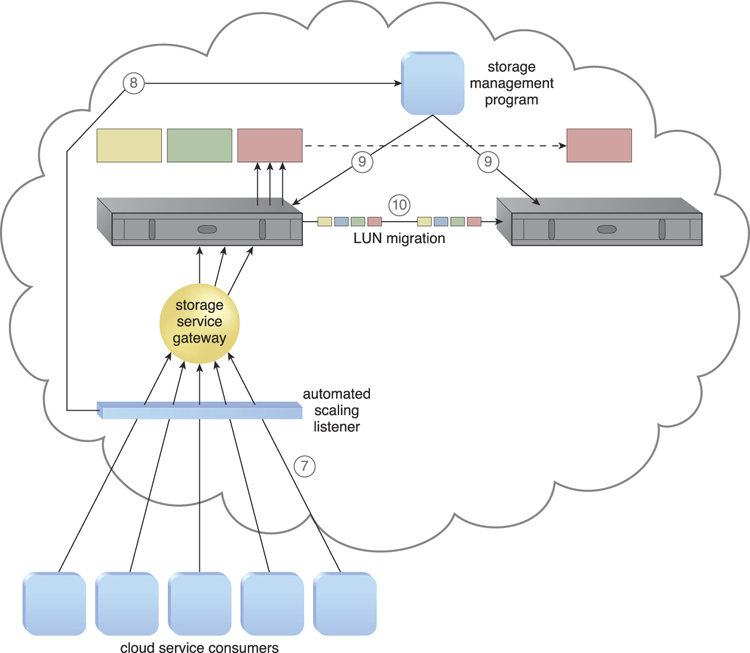 8
storage
management
program
9
9
10
LUN migration
storage
service
gateway
automated
scaling
listener
7
cloud service consumers